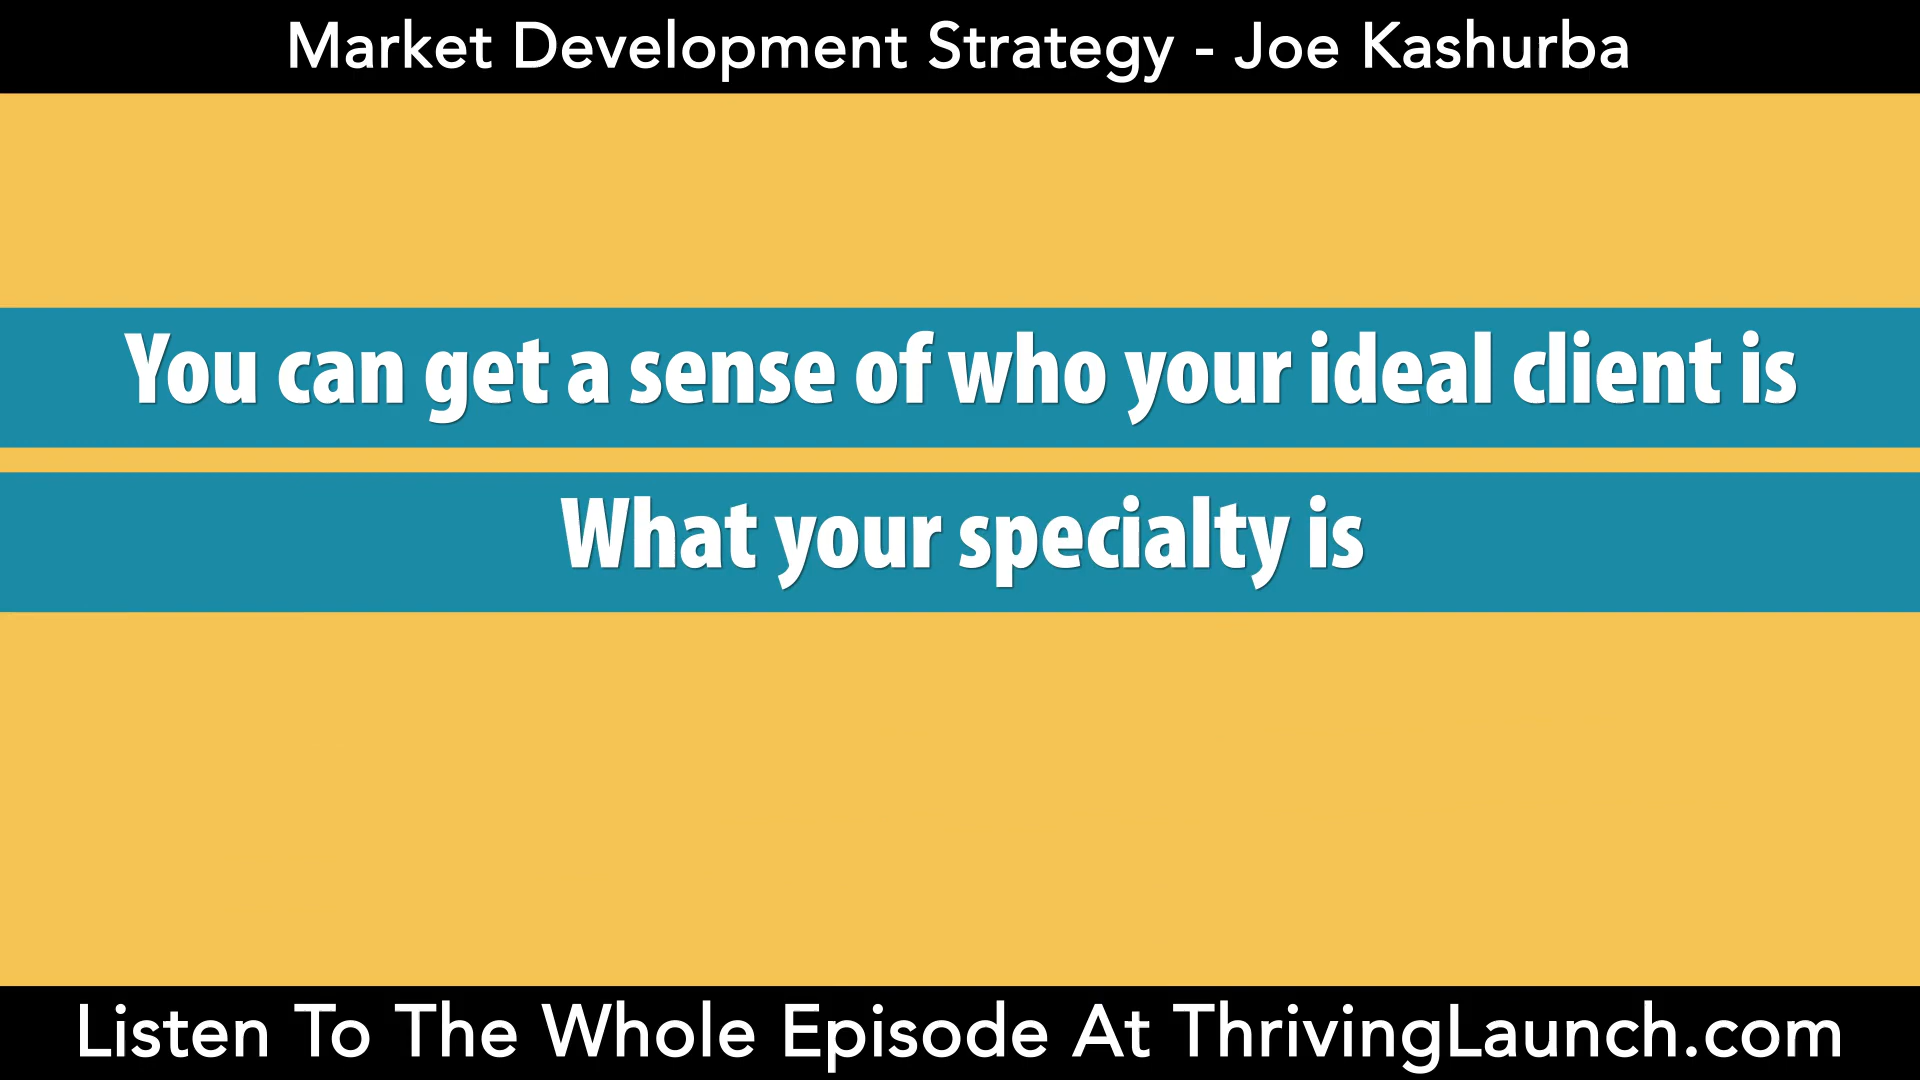 Market Development Strategy - Joe Kashurba
You can get a sense of who your ideal client is
What your specialty is
Listen To The Whole Episode At ThrivingLaunch.com